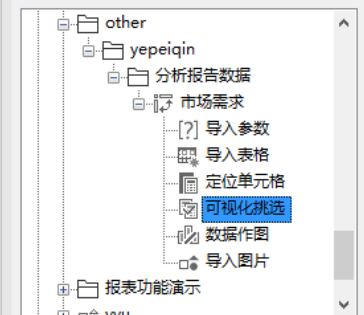 other
yepeiqin
分析报告数据
市场需求
导入参数
导入表格
定位单元格
可视化挑选
数据作图
导入图片
报表功能演示